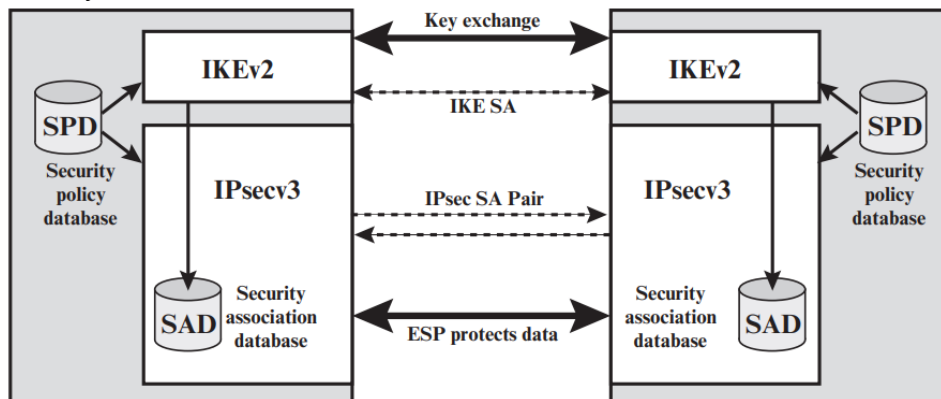 Key exchange
IKEv2
IKEv2
IKE SA
SPD
SPD
Security
policy
database
Security
policy
database
IPsecv3
IPsecv3
IPsec SA Pair
SAD
Security
association
database
ESP protects data
Security
association
database
SAD